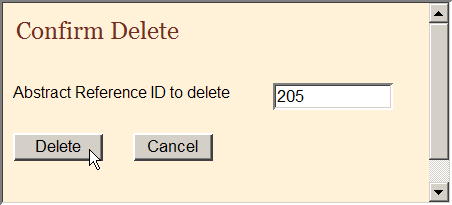 Confirm Delete
Abstract Reference ID to delete 205
Delete Cancel